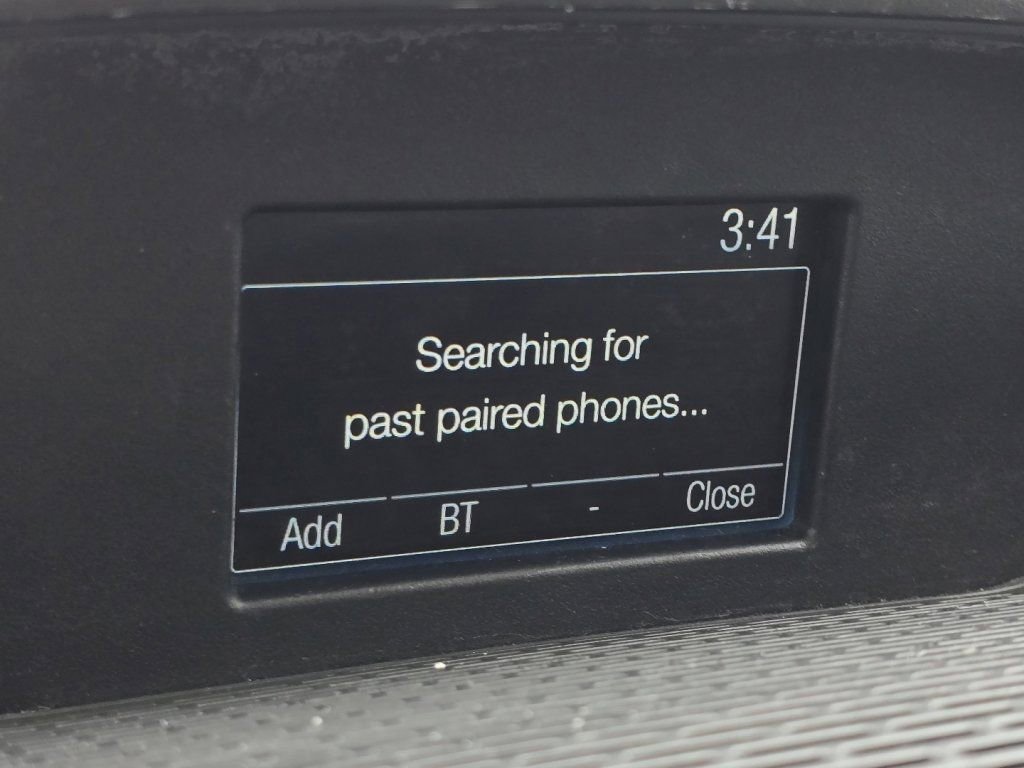 3:41
Searching for
past paired phones...
Add BT - Close